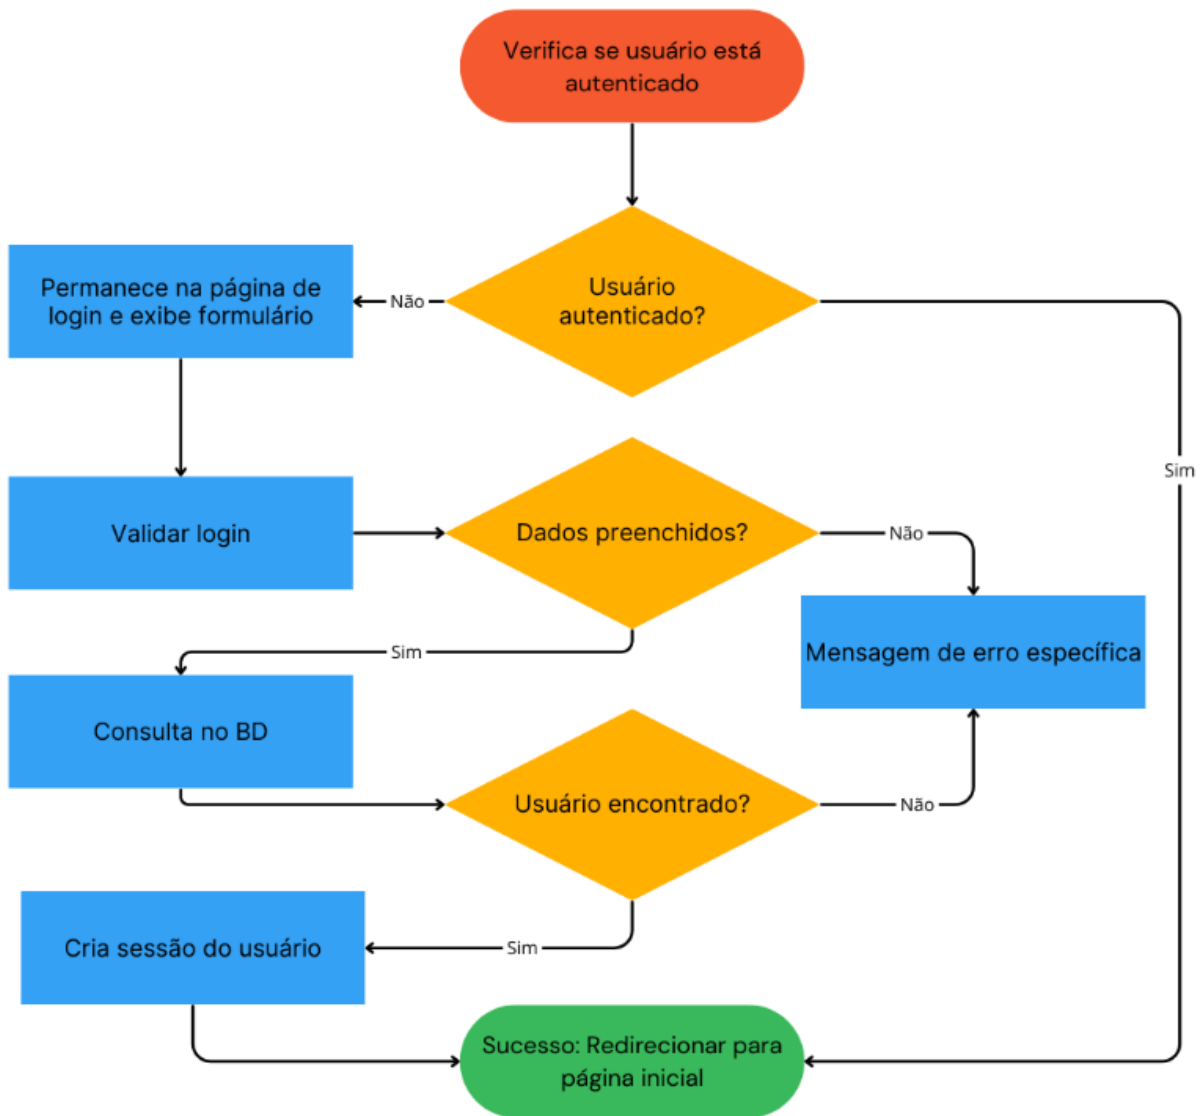 Verifica se usuário está
autenticado
Usuário
autenticado?
Não
Permanece na página de
login e exibe formulário
Sim
Validar login
Dados preenchidos?
Não
Mensagem de erro específica
Sim
Consulta no BD
Usuário encontrado?
Não
Sim
Cria sessão do usuário
Sucesso: Redirecionar para
página inicial